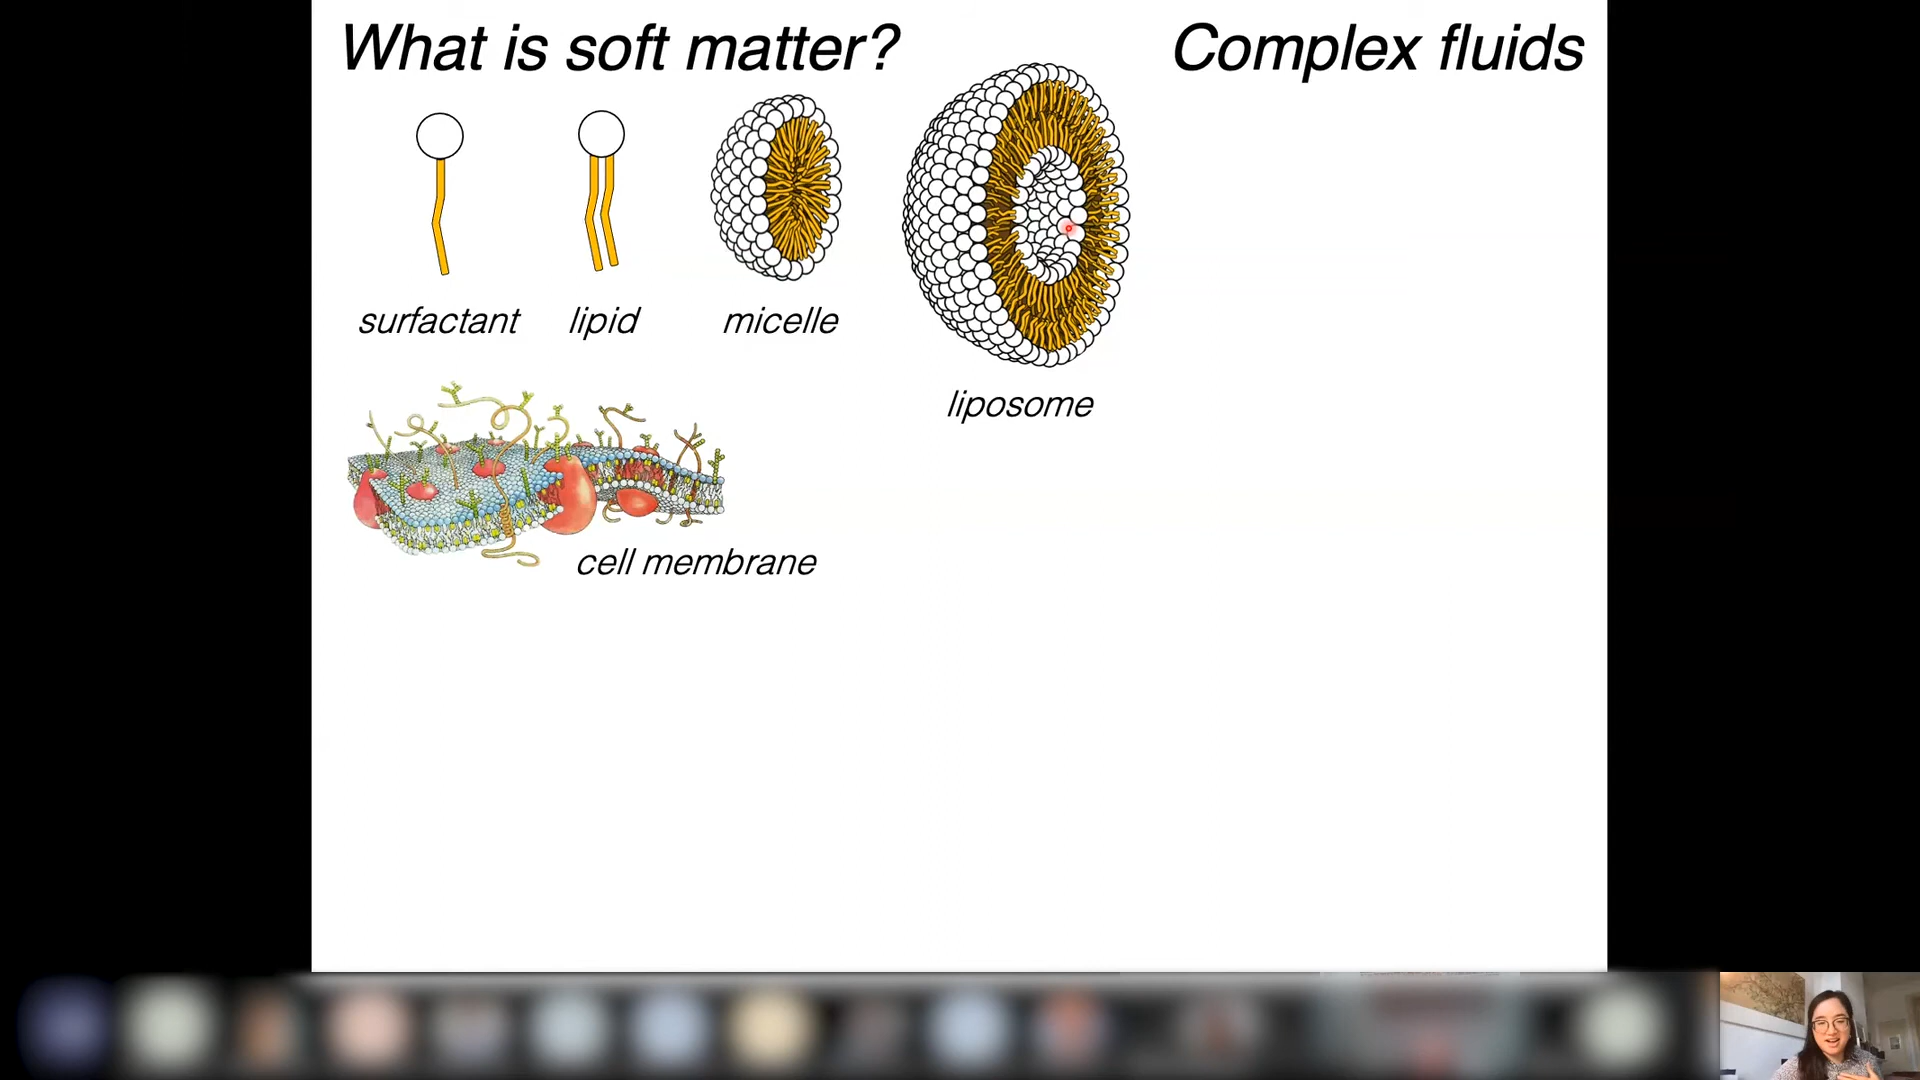 What is soft matter?
Complex fluids
surfactant
lipid
micelle
liposome
cell membrane